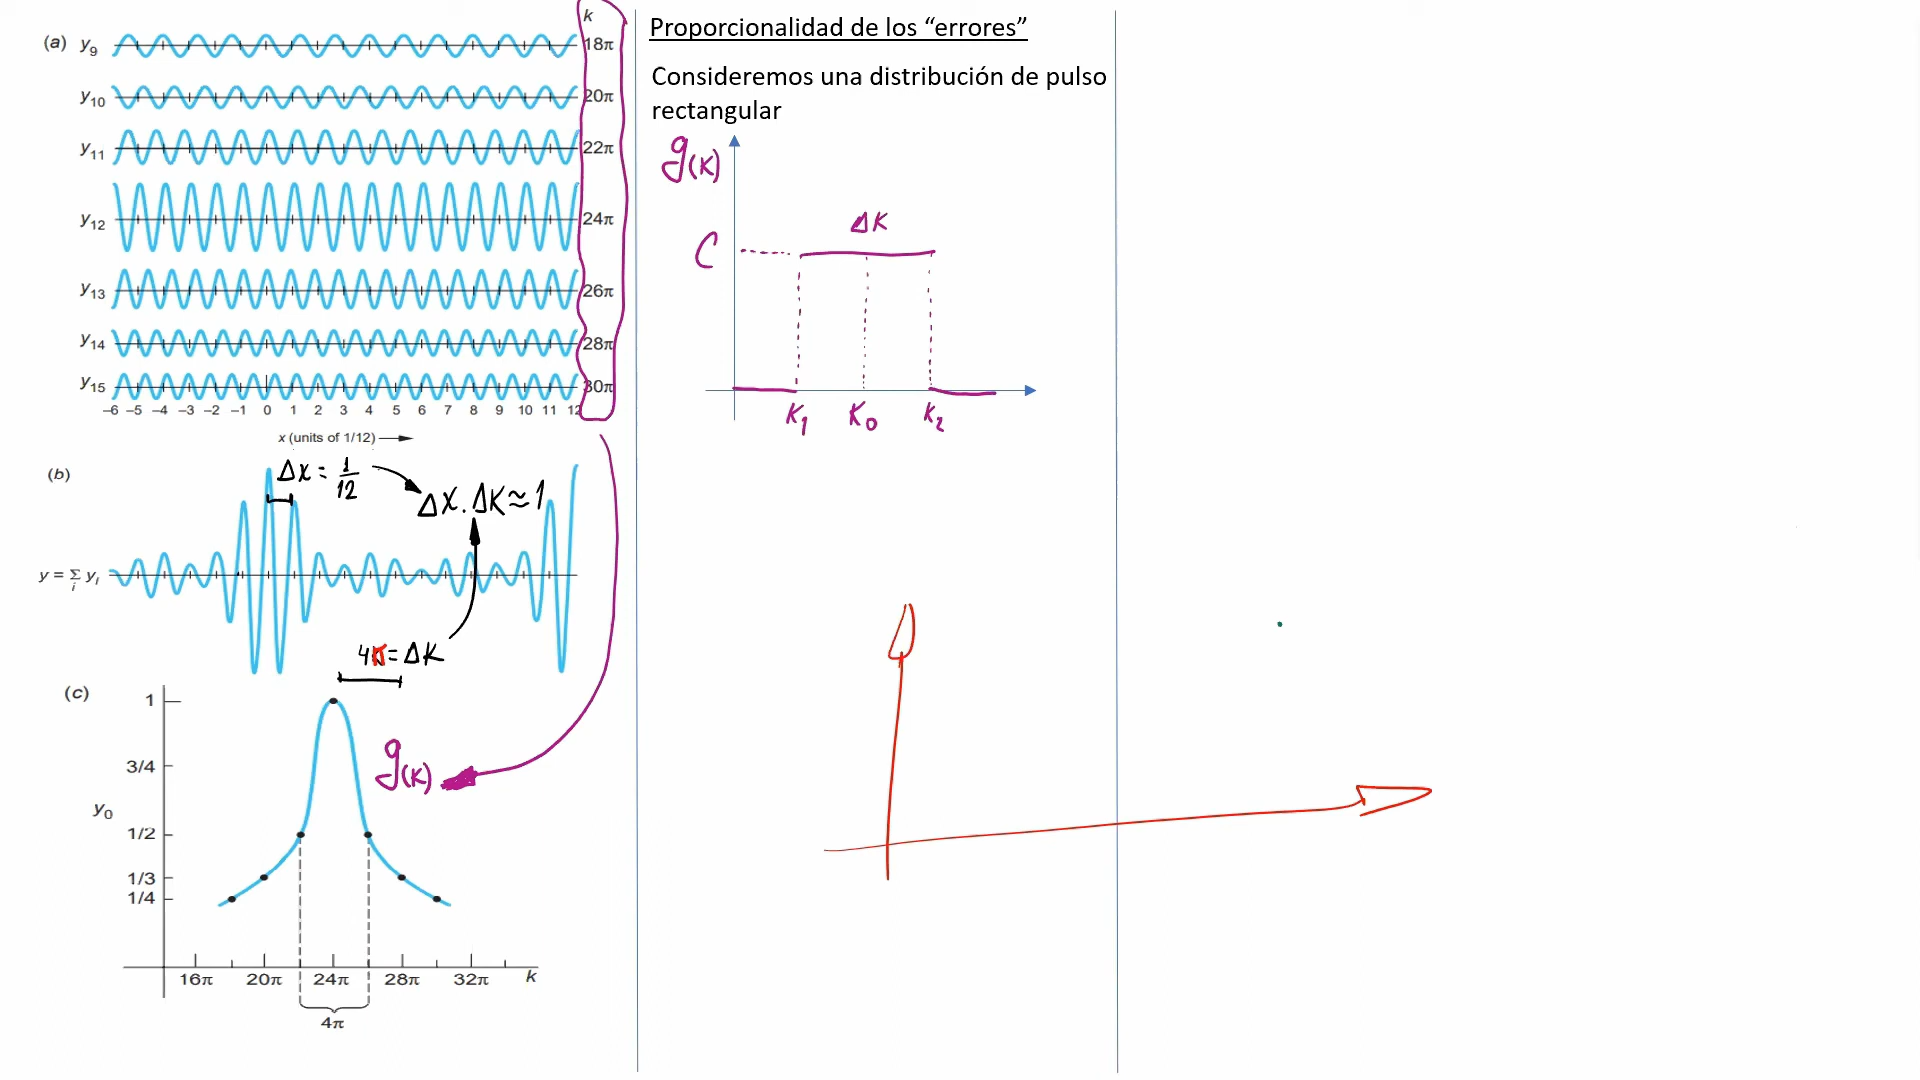 k
(a) y9 18π
y10 20π
y11 22π
y12 24π
y13 26π
y14 28π
y15 30π
–6 –5 –4 –3 –2 –1 0 1 2 3 4 5 6 7 8 9 10 11 12
x (units of 1/12)
(b)
Δx = 1/12
Δx.Δk≈1
y = Σ yi
i
4π=Δk
(c)
1
3/4
y0
1/2
1/3
1/4
g(k)
16π 20π 24π 28π 32π k
4π
Proporcionalidad de los “errores”
Consideremos una distribución de pulso
rectangular
g(k)
Δk
C
k1 k0 k2